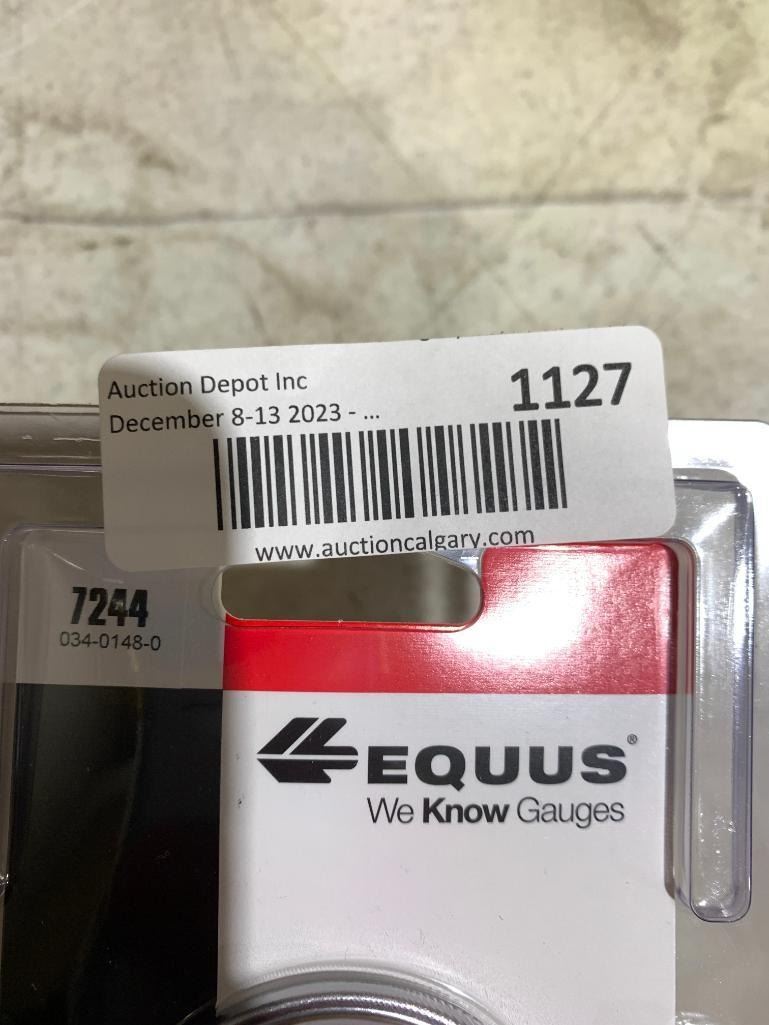 Auction Depot Inc
1127
December 8-13 2023 - ...
www.auctioncalgary.com
7244
034-0148-0
EQUUS®
We Know Gauges